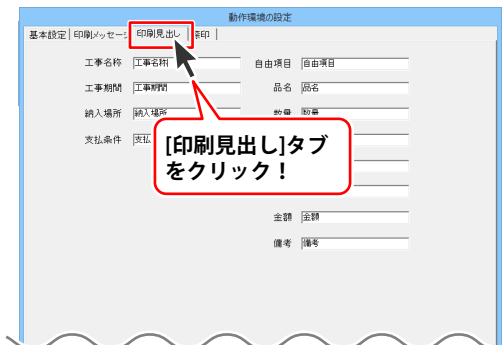 動作環境の設定
基本設定 印刷メッセージ 印刷見出し 条印
工事名称 工事名称 自由項目 自由項目
工事期間 工事期間 品名 品名
納入場所 納入場所 数量 数量
支払条件 支払
[印刷見出し]タブ
をクリック！
金額 金額
備考 備考